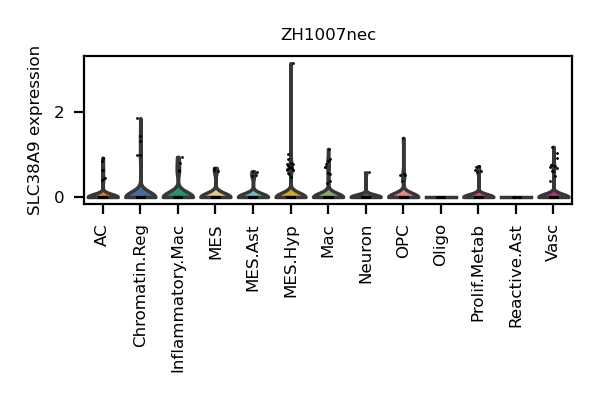 ZH1007nec
SLC38A9 expression
2
0
AC
Chromatin.Reg
Inflammatory.Mac
MES
MES.Ast
MES.Hyp
Mac
Neuron
OPC
Oligo
Prolif.Metab
Reactive.Ast
Vasc